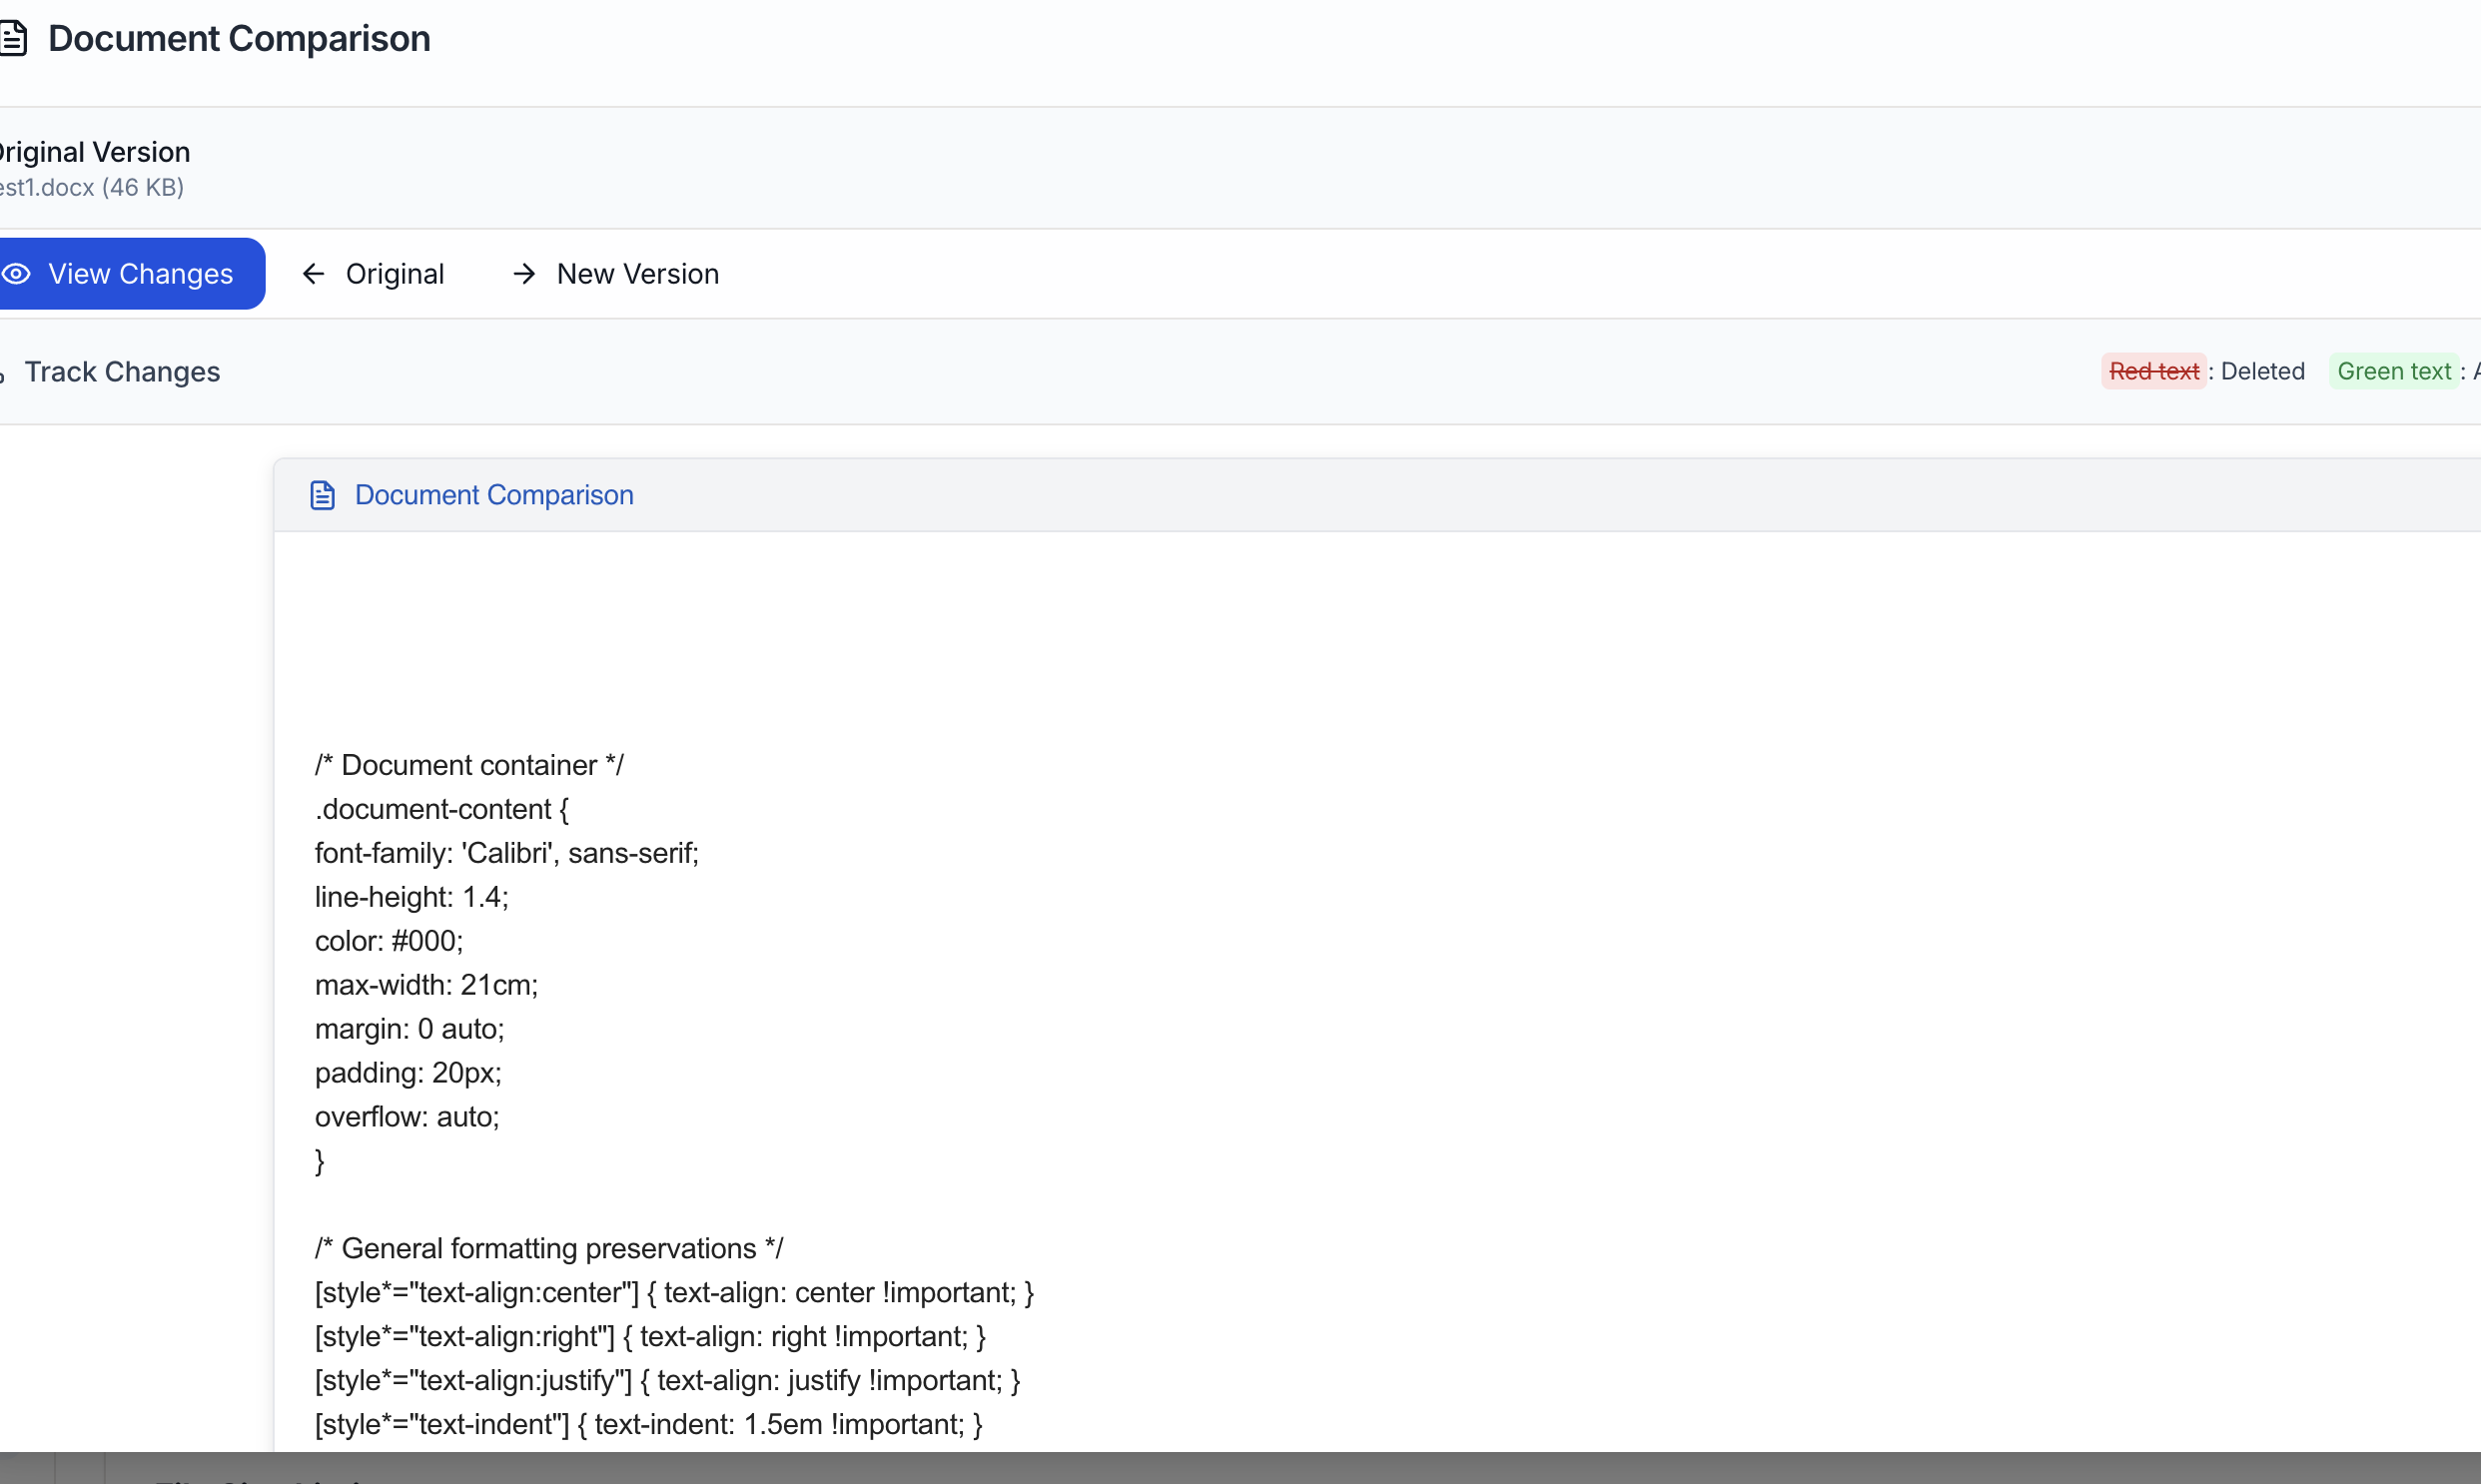 Document Comparison
Original Version
est1.docx (46 KB)
View Changes
← Original
→ New Version
Track Changes
Red text : Deleted
Green text :
Document Comparison
/* Document container */
.document-content {
font-family: 'Calibri', sans-serif;
line-height: 1.4;
color: #000;
max-width: 21cm;
margin: 0 auto;
padding: 20px;
overflow: auto;
}
/* General formatting preservations */
[style*="text-align:center"] { text-align: center !important; }
[style*="text-align:right"] { text-align: right !important; }
[style*="text-align:justify"] { text-align: justify !important; }
[style*="text-indent"] { text-indent: 1.5em !important; }